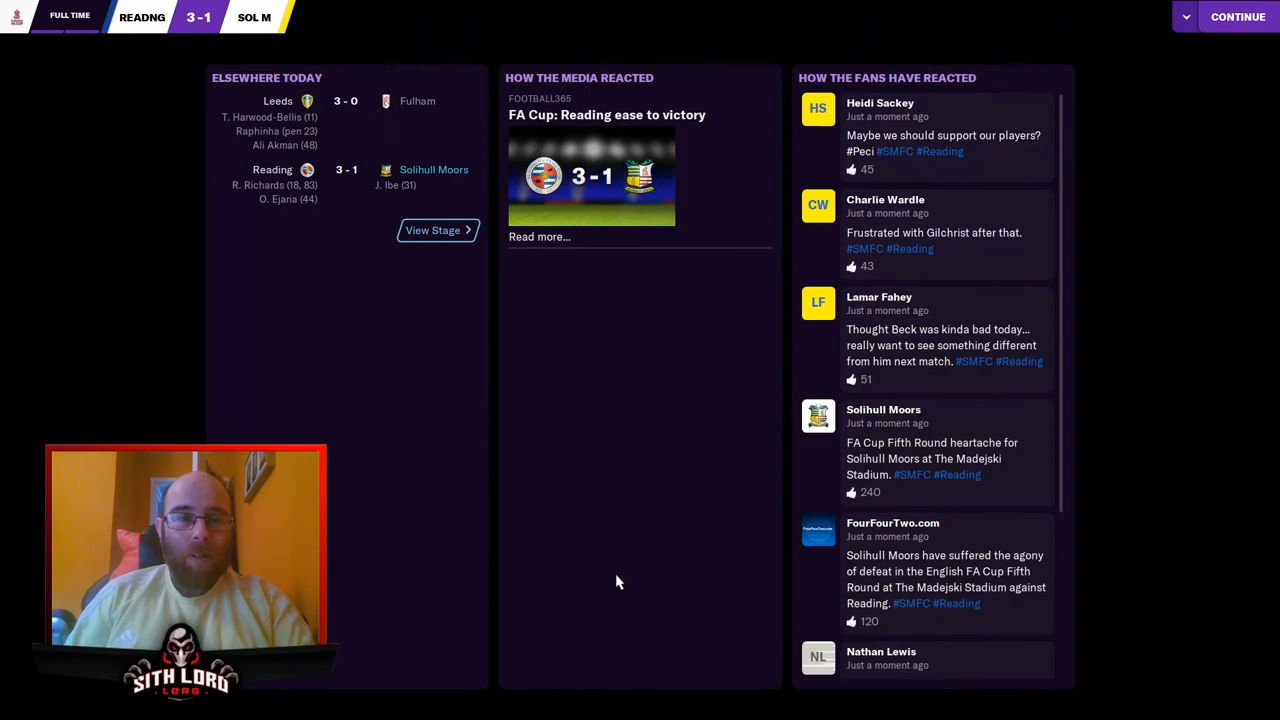 FULL TIME
READNG
3 - 1
SOL M
CONTINUE
ELSEWHERE TODAY
Leeds 3 - 0 Fulham
T. Harwood-Bellis (11)
Raphinha (pen 23)
Ali Akman (48)
Reading 3 - 1 Solihull Moors
R. Richards (18, 83) J. Ibe (31)
O. Ejaria (44)
View Stage
HOW THE MEDIA REACTED
FOOTBALL365
FA Cup: Reading ease to victory
3 - 1
Read more...
HOW THE FANS HAVE REACTED
HS
Heidi Sackey
Just a moment ago
Maybe we should support our players?
#Peci #SMFC #Reading
45
CW
Charlie Wardle
Just a moment ago
Frustrated with Gilchrist after that.
#SMFC #Reading
43
LF
Lamar Fahey
Just a moment ago
Thought Beck was kinda bad today...
really want to see something different
from him next match. #SMFC #Reading
51
Solihull Moors
Just a moment ago
FA Cup Fifth Round heartache for
Solihull Moors at The Madejski
Stadium. #SMFC #Reading
240
FourFourTwo.com
FourFourTwo.com
Just a moment ago
Solihull Moors have suffered the agony
of defeat in the English FA Cup Fifth
Round at The Madejski Stadium against
Reading. #SMFC #Reading
120
NL
Nathan Lewis
Just a moment ago
SITH LORD
LERG